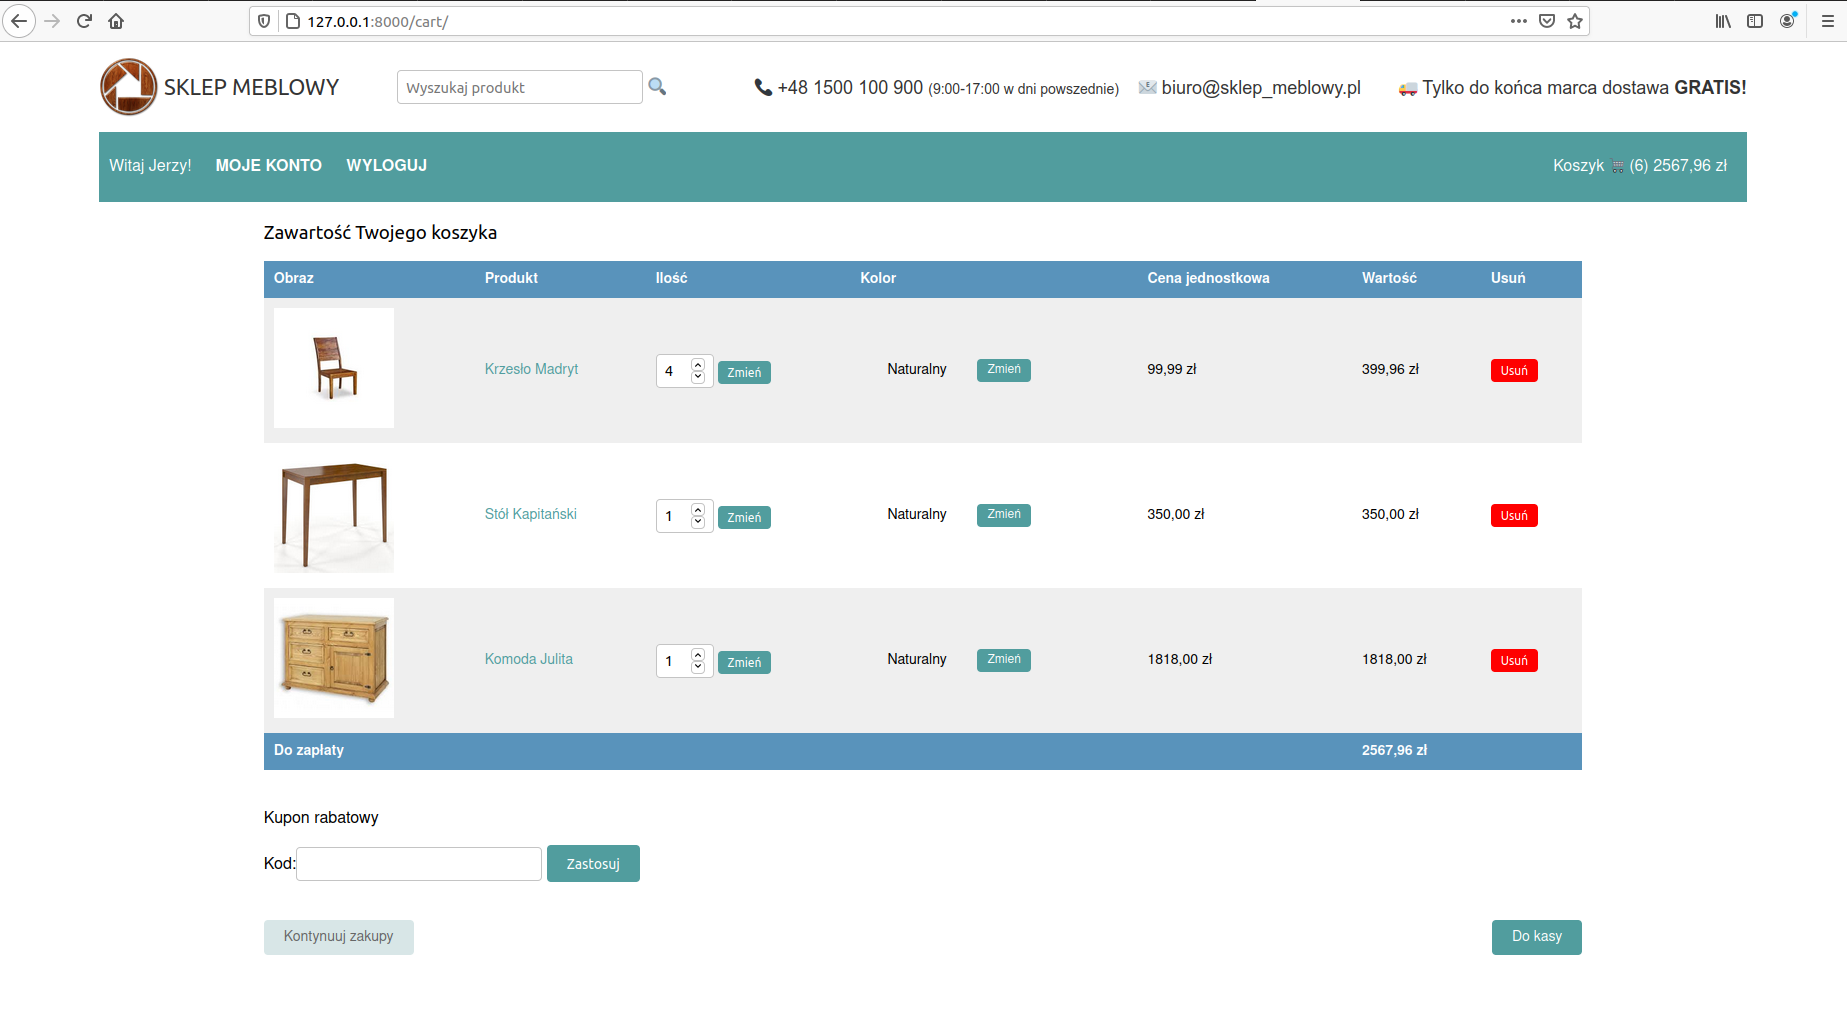 127.0.0.1:8000/cart/
SKLEP MEBLOWY
Wyszukaj produkt
+48 1500 100 900 (9:00-17:00 w dni powszednie)
biuro@sklep_meblowy.pl
Tylko do końca marca dostawa GRATIS!
Witaj Jerzy! MOJE KONTO WYLOGUJ
Koszyk (6) 2567,96 zł
Zawartość Twojego koszyka
Obraz Produkt Ilość Kolor Cena jednostkowa Wartość Usuń
Krzesło Madryt 4 Zmień Naturalny Zmień 99,99 zł 399,96 zł Usuń
Stół Kapitański 1 Zmień Naturalny Zmień 350,00 zł 350,00 zł Usuń
Komoda Julita 1 Zmień Naturalny Zmień 1818,00 zł 1818,00 zł Usuń
Do zapłaty 2567,96 zł
Kupon rabatowy
Kod: Zastosuj
Kontynuuj zakupy Do kasy